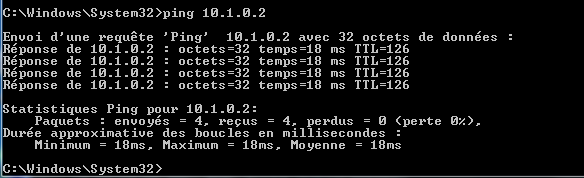 C:\Windows\System32>ping 10.1.0.2
Envoi d'une requête 'Ping'  10.1.0.2 avec 32 octets de données :
Réponse de 10.1.0.2 : octets=32 temps=18 ms TTL=126
Réponse de 10.1.0.2 : octets=32 temps=18 ms TTL=126
Réponse de 10.1.0.2 : octets=32 temps=18 ms TTL=126
Réponse de 10.1.0.2 : octets=32 temps=18 ms TTL=126
Statistiques Ping pour 10.1.0.2:
Paquets : envoyés = 4, reçus = 4, perdus = 0 (perte 0%),
Durée approximative des boucles en millisecondes :
Minimum = 18ms, Maximum = 18ms, Moyenne = 18ms
C:\Windows\System32>